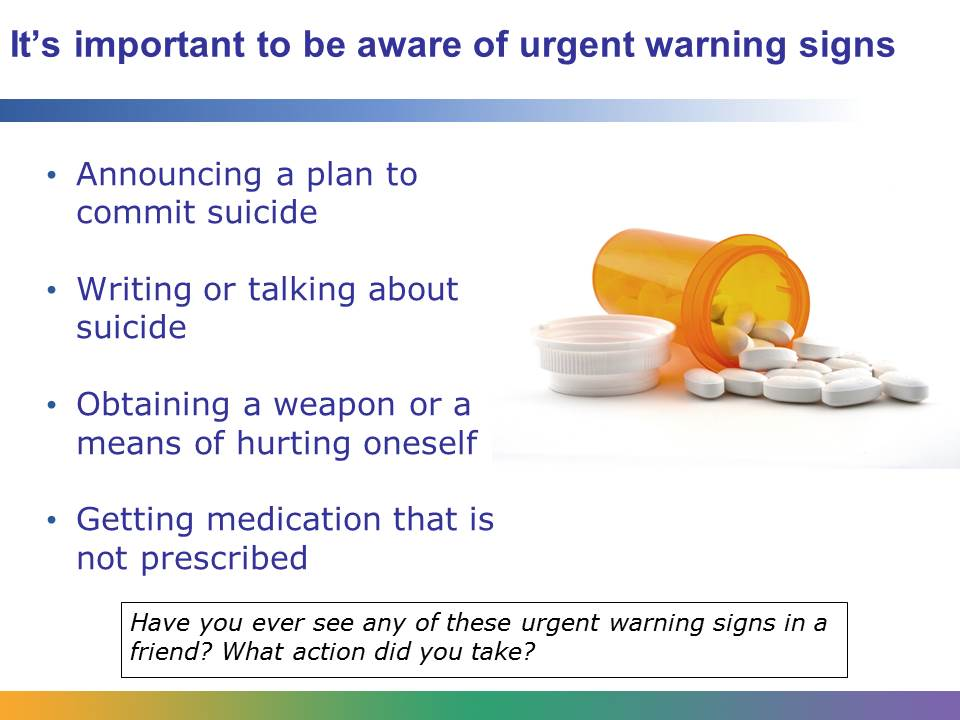 It’s important to be aware of urgent warning signs
• Announcing a plan to
commit suicide
• Writing or talking about
suicide
• Obtaining a weapon or a
means of hurting oneself
• Getting medication that is
not prescribed
Have you ever see any of these urgent warning signs in a
friend? What action did you take?